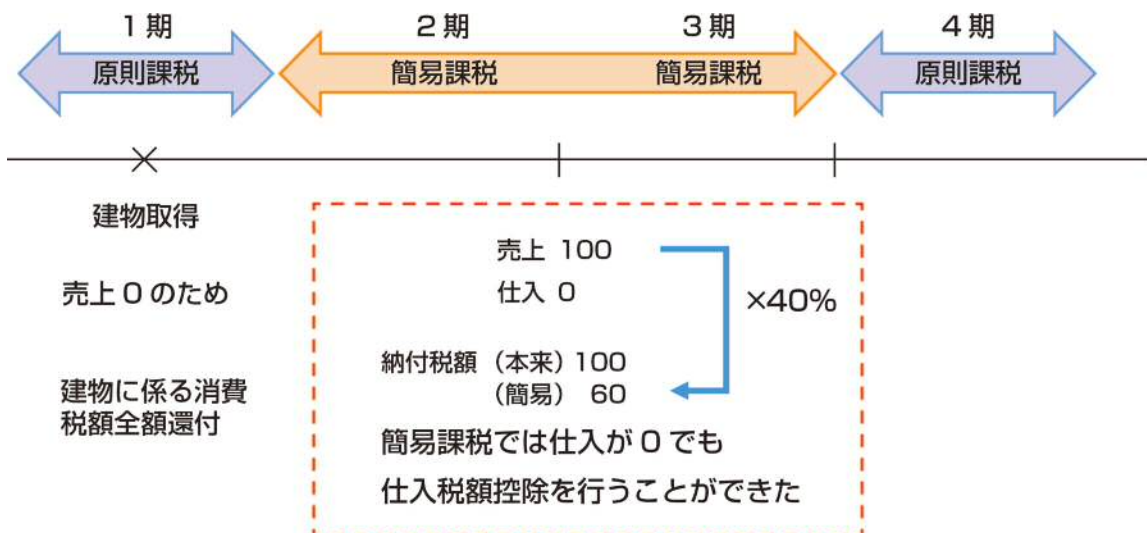 1期
2期
3期
4期
原則課税
簡易課税
簡易課税
原則課税
建物取得
売上0のため
建物に係る消費
税額全額還付
売上 100
仕入 0
×40%
納付税額(本来)100
(簡易) 60
簡易課税では仕入が0でも
仕入税額控除を行うことができた